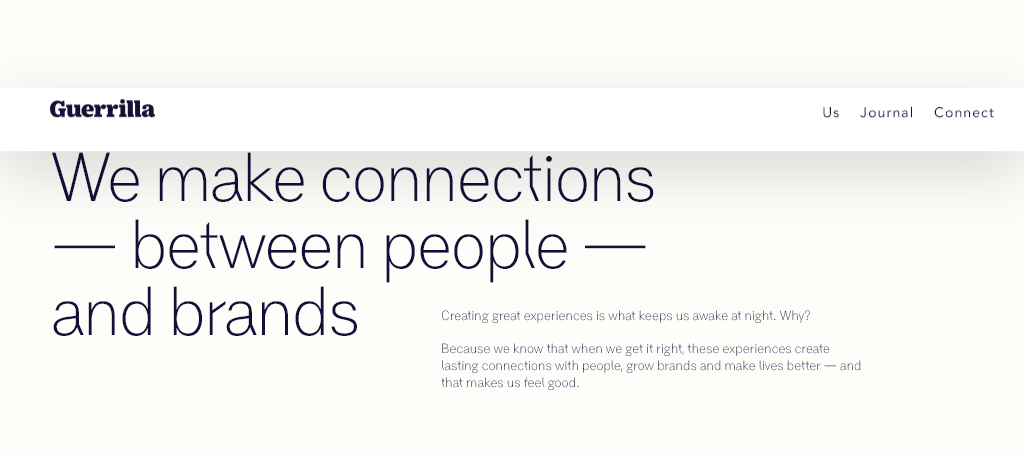 Guerrilla
Us Journal Connect
We make connections
— between people —
and brands
Creating great experiences is what keeps us awake at night. Why?
Because we know that when we get it right, these experiences create
lasting connections with people, grow brands and make lives better — and
that makes us feel good.